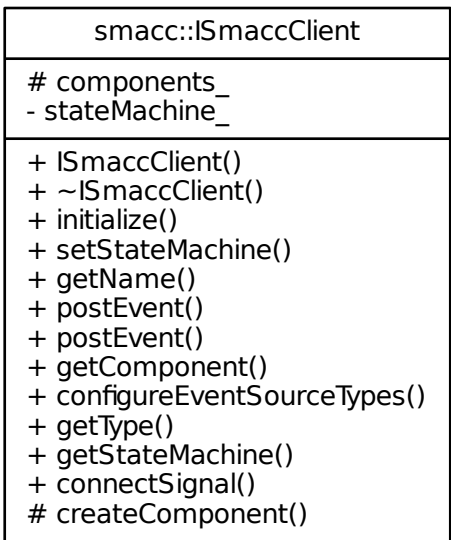 smacc::ISmaccClient
# components_
- stateMachine_
+ ISmaccClient()
+ ~ISmaccClient()
+ initialize()
+ setStateMachine()
+ getName()
+ postEvent()
+ postEvent()
+ getComponent()
+ configureEventSourceTypes()
+ getType()
+ getStateMachine()
+ connectSignal()
# createComponent()